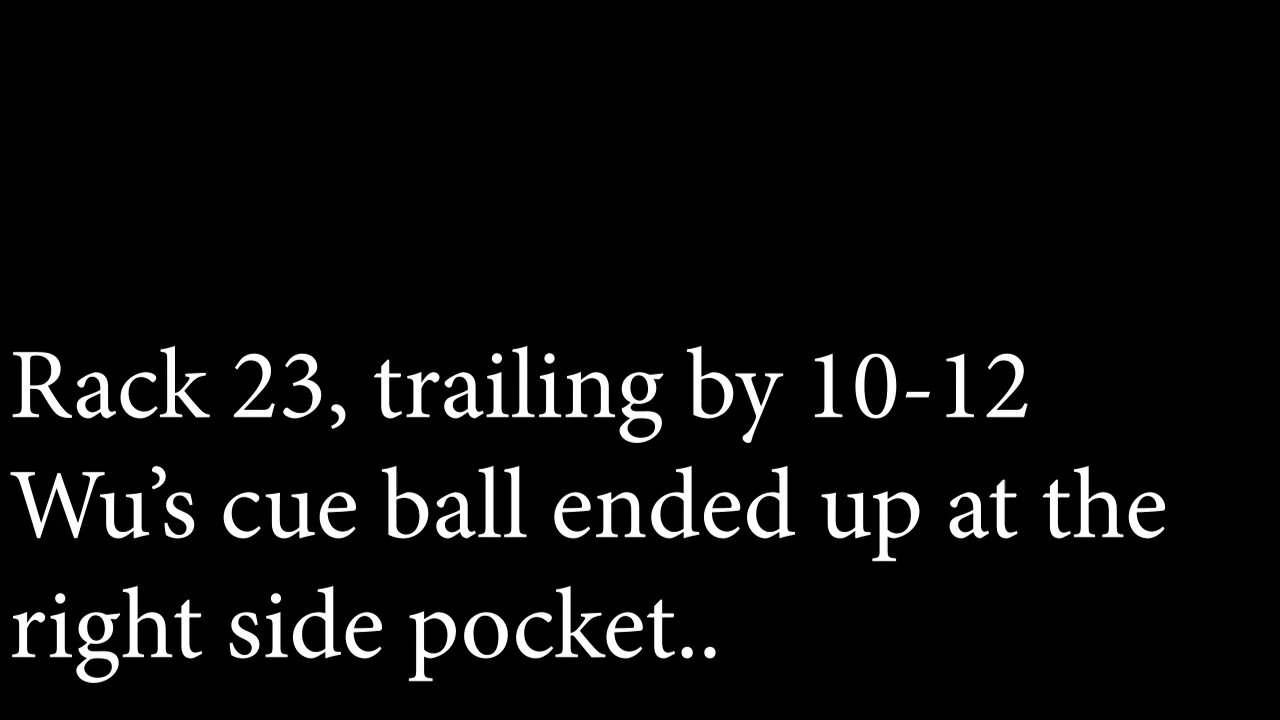 Rack 23, trailing by 10-12
Wu’s cue ball ended up at the
right side pocket..